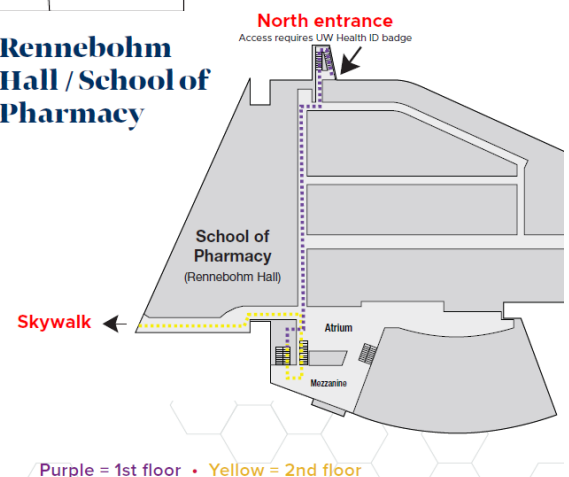 North entrance
Access requires UW Health ID badge
Rennebohm
Hall / School of
Pharmacy
School of
Pharmacy
(Rennebohm Hall)
Skywalk
Atrium
Mezzanine
Purple = 1st floor • Yellow = 2nd floor